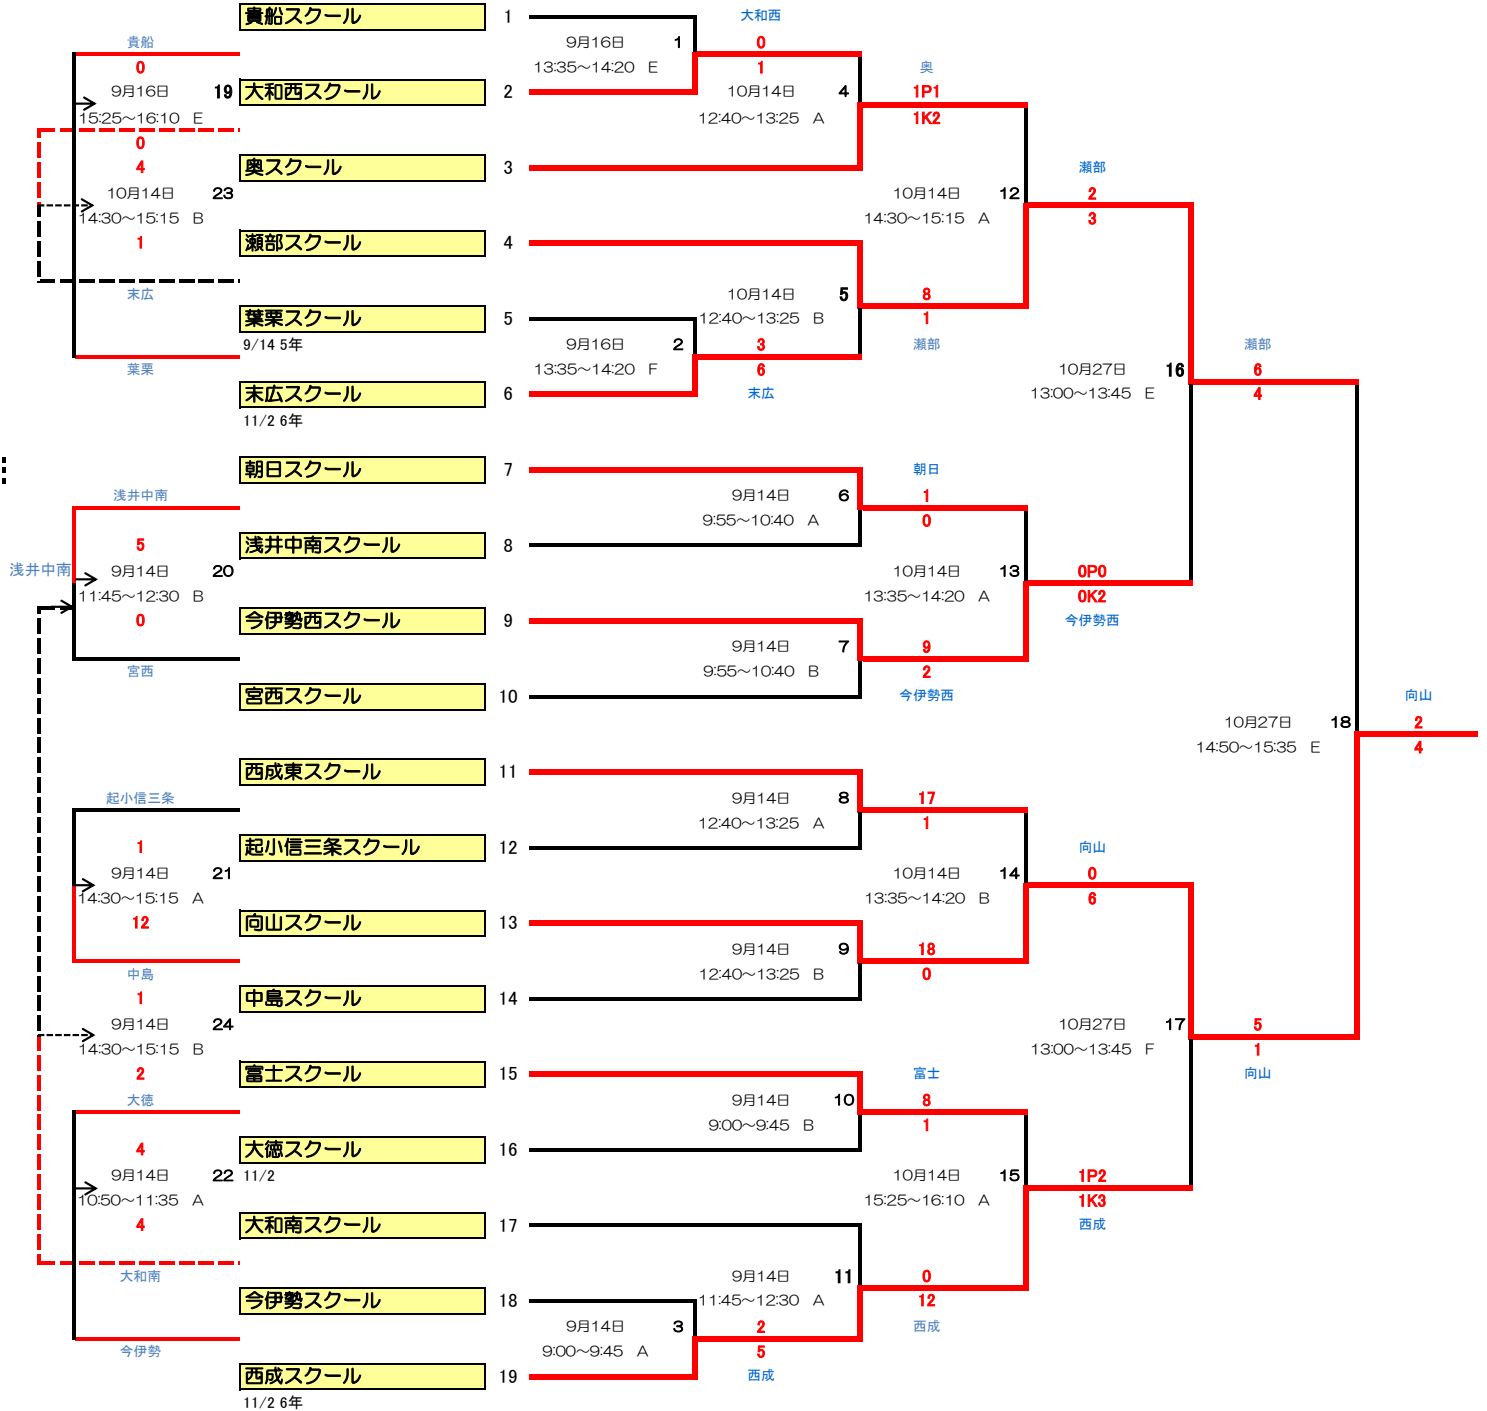 貴船スクール 1
大和西
貴船
9月16日 1 0
0
13:35～14:20 E 1 奥
9月16日 19 大和西スクール 2 10月14日 4 1P1
15:25～16:10 E 12:40～13:25 A 1K2
0
4 奥スクール 3 瀬部
10月14日 23 10月14日 12 2
14:30～15:15 B 14:30～15:15 A 3
1 瀬部スクール 4
末広 10月14日 5 8
葉栗スクール 5 12:40～13:25 B 1
9/14 5年 9月16日 2 3 瀬部 瀬部
葉栗 13:35～14:20 F 6 10月27日 16 6
末広スクール 6 末広 13:00～13:45 E 4
11/2 6年
朝日スクール 7 朝日
浅井中南 9月14日 6 1
9:55～10:40 A 0
5 浅井中南スクール 8
浅井中南 9月14日 20 10月14日 13 0P0
11:45～12:30 B 13:35～14:20 A 0K2
0 今伊勢西スクール 9 今伊勢西
9月14日 7 9
宮西 9:55～10:40 B 2
宮西スクール 10 今伊勢西 向山
10月27日 18 2
14:50～15:35 E 4
西成東スクール 11
起小信三条 9月14日 8 17
12:40～13:25 A 1
1 起小信三条スクール 12 向山
9月14日 21 10月14日 14 0
14:30～15:15 A 13:35～14:20 B 6
12 向山スクール 13
9月14日 9 18
中島 12:40～13:25 B 0
1 中島スクール 14
9月14日 24 10月27日 17 5
14:30～15:15 B 13:00～13:45 F 1
2 富士スクール 15 富士 向山
大徳 9月14日 10 8
9:00～9:45 B 1
4 大徳スクール 16
9月14日 22 11/2 10月14日 15 1P2
10:50～11:35 A 15:25～16:10 A 1K3
4 大和南スクール 17 西成
大和南 9月14日 11 0
今伊勢スクール 18 11:45～12:30 A 12
9月14日 3 2 西成
今伊勢 9:00～9:45 A 5
西成スクール 19 西成
11/2 6年